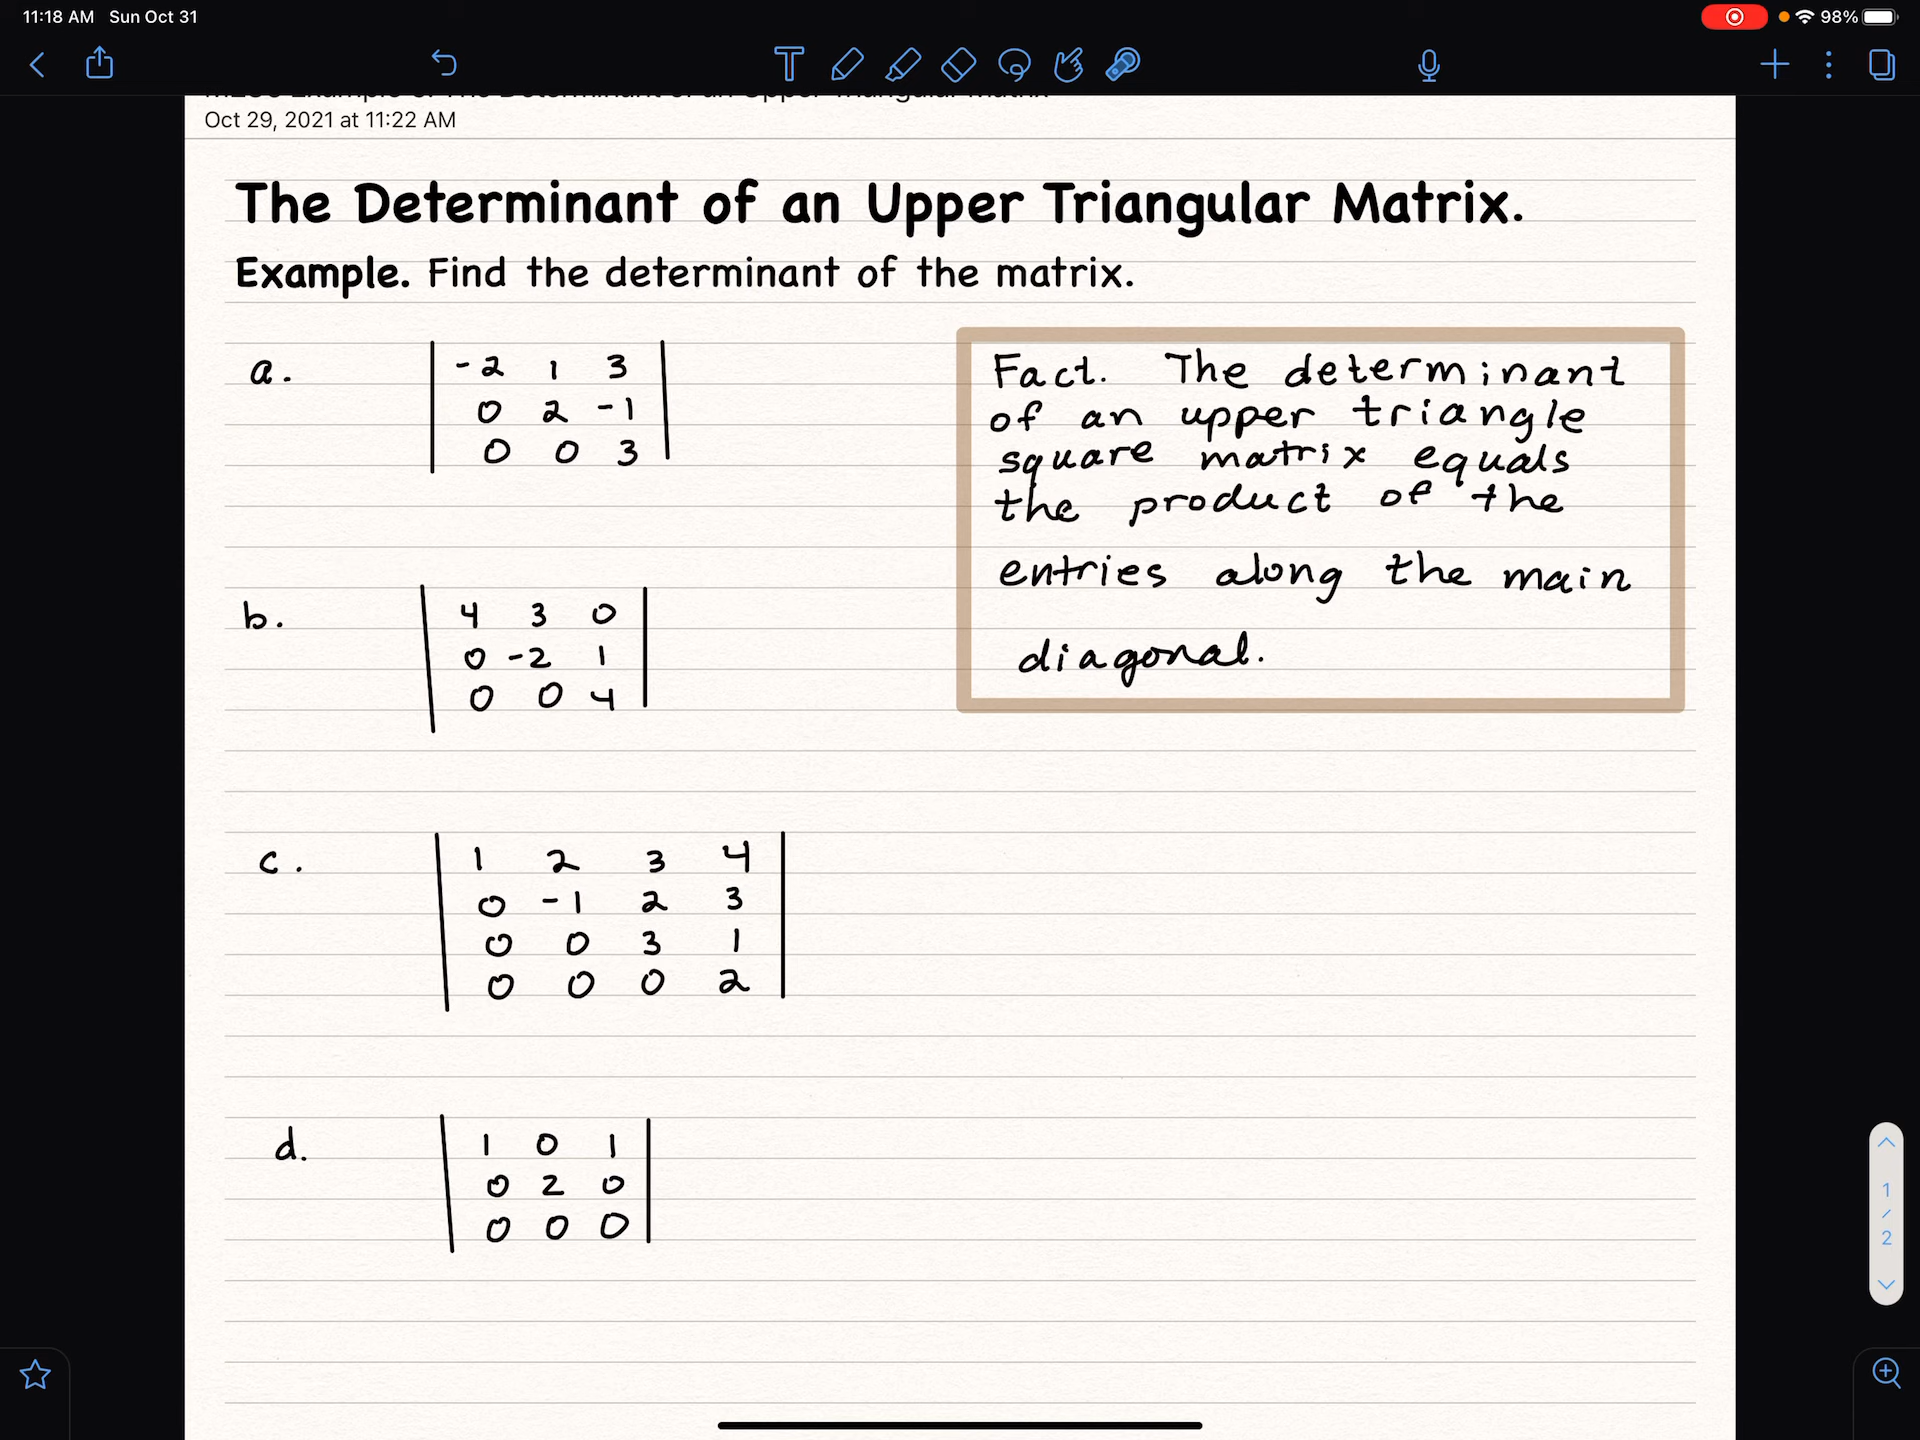 11:18 AM Sun Oct 31
98%
Oct 29, 2021 at 11:22 AM
The Determinant of an Upper Triangular Matrix.
Example. Find the determinant of the matrix.
a.
-2 1 3
0 2 -1
0 0 3
Fact. The determinant
of an upper triangle
square matrix equals
the product of the
entries along the main
diagonal.
b.
4 3 0
0 -2 1
0 0 4
c.
1 2 3 4
0 -1 2 3
0 0 3 1
0 0 0 2
d.
1 0 1
0 2 0
0 0 0
1
/
2